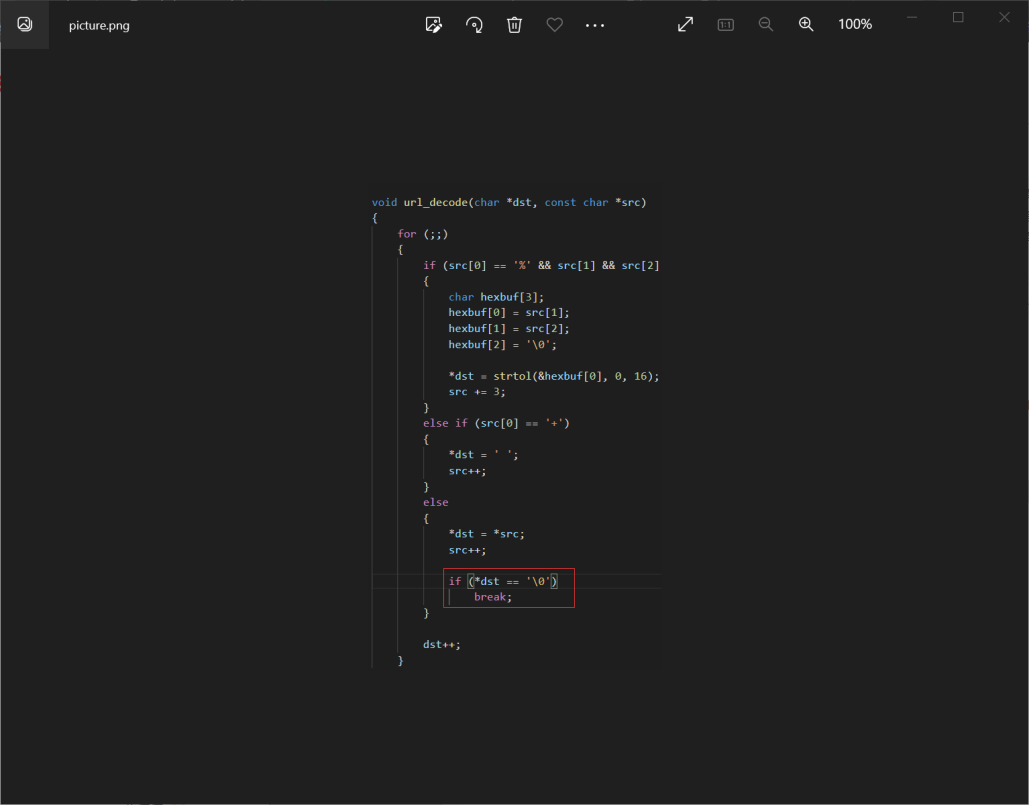 picture.png
1:1
100%
void url_decode(char *dst, const char *src)
{
    for (;;)
    {
        if (src[0] == '%' && src[1] && src[2]
        {
            char hexbuf[3];
            hexbuf[0] = src[1];
            hexbuf[1] = src[2];
            hexbuf[2] = '\0';
            *dst = strtol(&hexbuf[0], 0, 16);
            src += 3;
        }
        else if (src[0] == '+')
        {
            *dst = ' ';
            src++;
        }
        else
        {
            *dst = *src;
            src++;
            if (*dst == '\0')
                break;
        }
        dst++;
    }